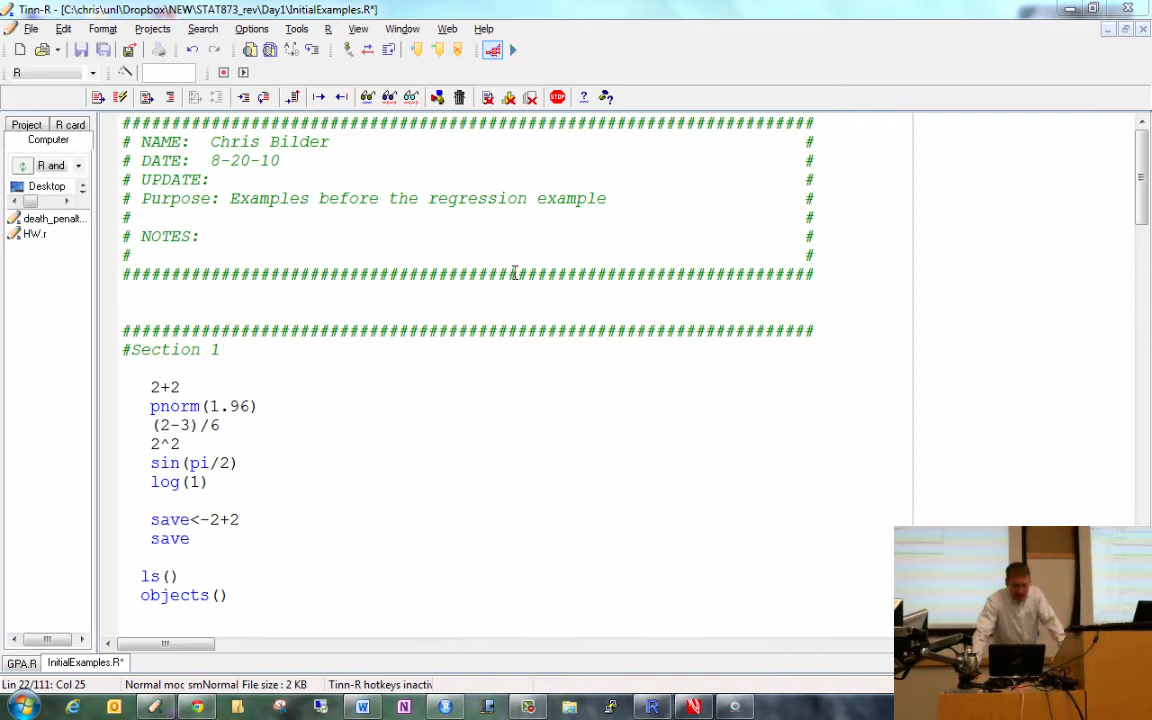 Tinn-R - [C:\chris\unl\Dropbox\NEW\STAT873_rev\Day1\InitialExamples.R*]
File Edit Format Projects Search Options Tools R View Window Web Help
R
Project R card
Computer
R and
Desktop
death_penalt...
HW.r
################################################################################
# NAME: Chris Bilder #
# DATE: 8-20-10 #
# UPDATE: #
# Purpose: Examples before the regression example #
# #
# NOTES: #
# #
################################################################################
################################################################################
#Section 1
2+2
pnorm(1.96)
(2-3)/6
2^2
sin(pi/2)
log(1)
save<-2+2
save
ls()
objects()
GPA.R InitialExamples.R*
Ln 22/111: Col 25 Normal moc smNormal File size: 2 KB Tinn-R hotkeys inactiv